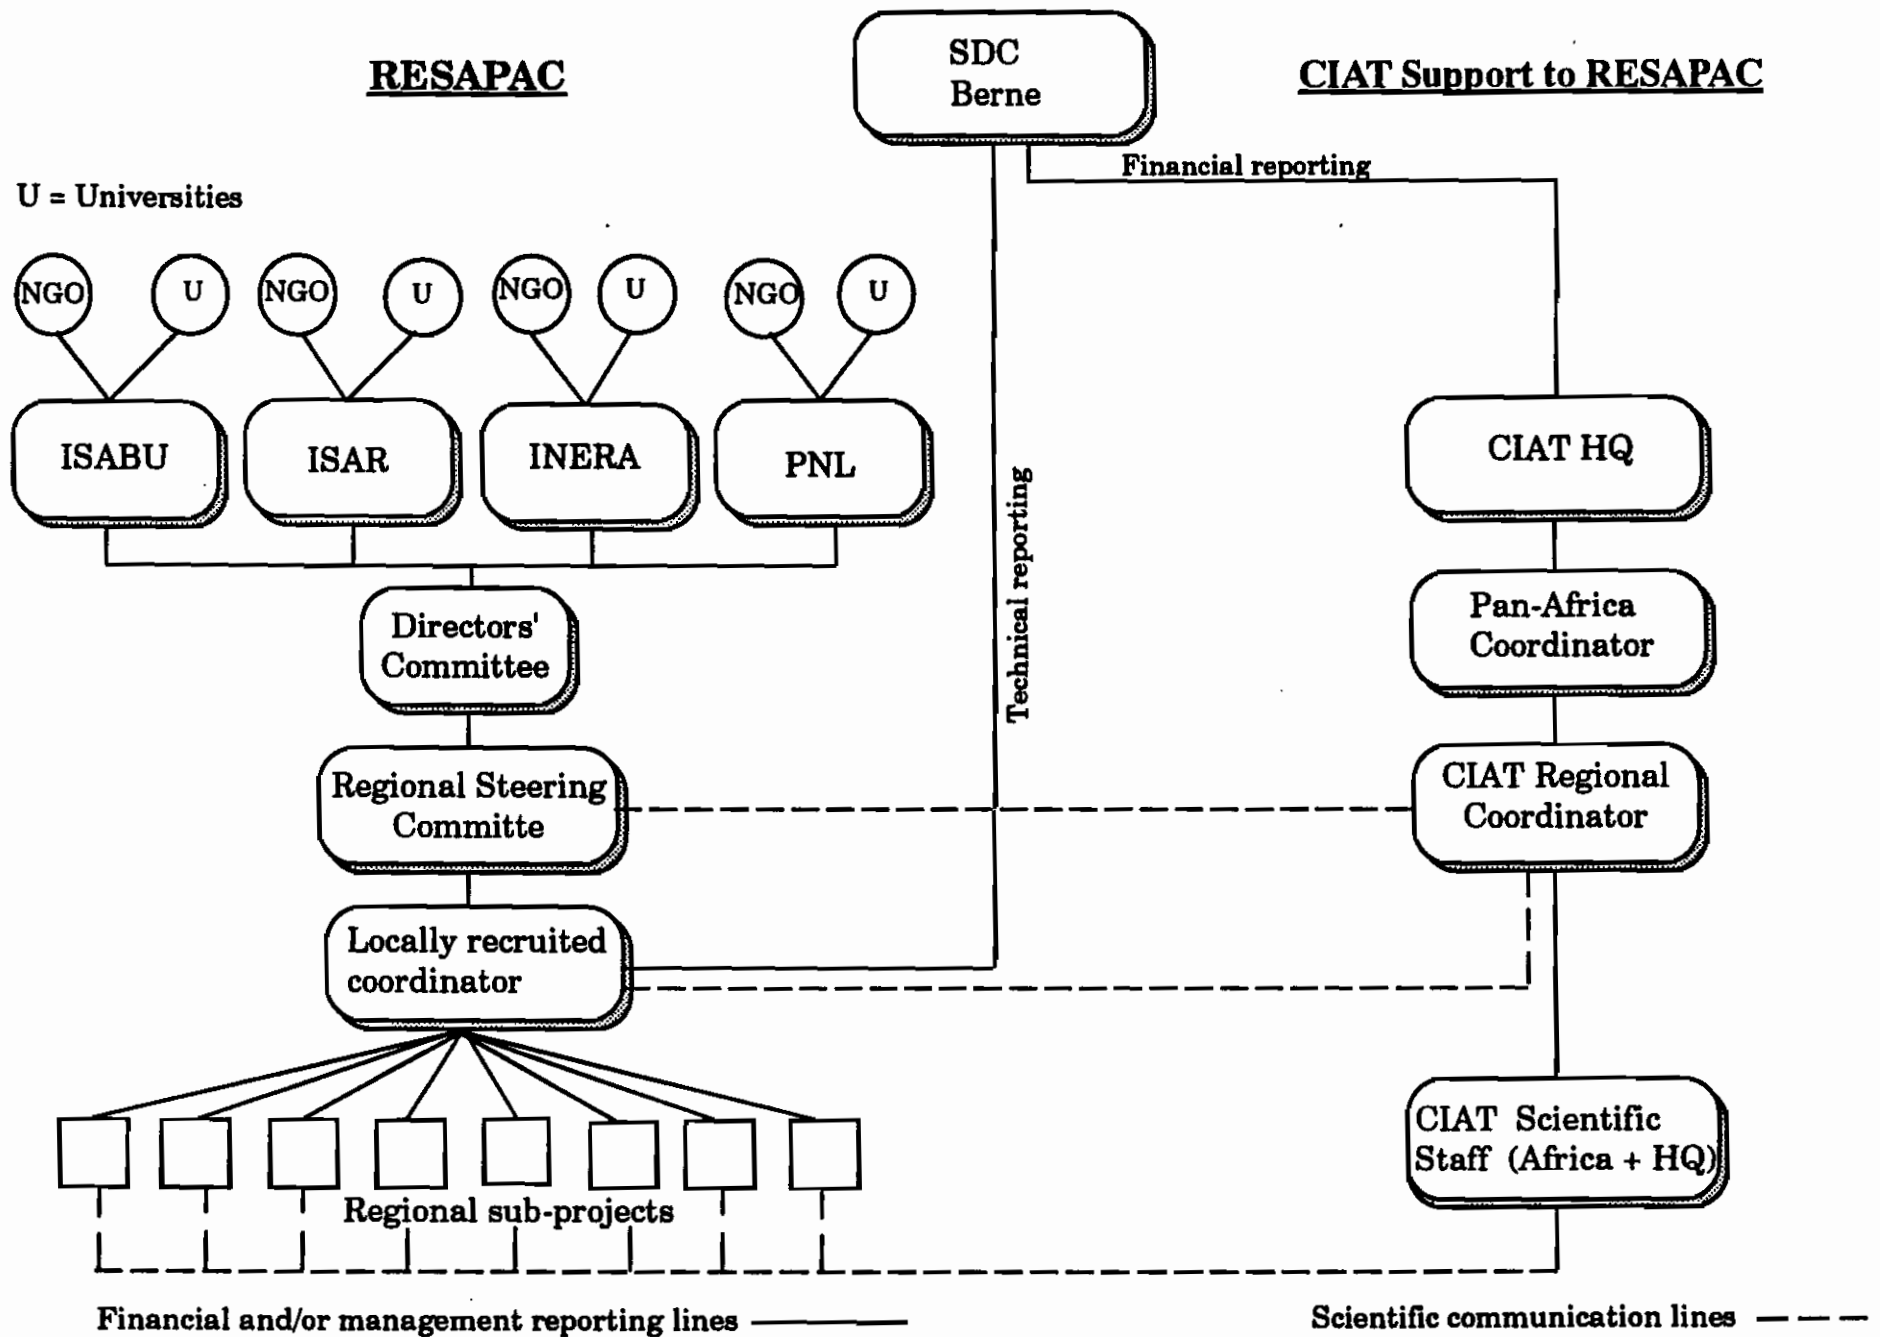 RESAPAC
SDC
Berne
CIAT Support to RESAPAC
Financial reporting
U = Universities
NGO
U
NGO
U
NGO
U
NGO
U
ISABU
ISAR
INERA
PNL
CIAT HQ
Technical reporting
Directors'
Committee
Pan-Africa
Coordinator
Regional Steering
Committe
CIAT Regional
Coordinator
Locally recruited
coordinator
CIAT Scientific
Staff (Africa + HQ)
Regional sub-projects
Financial and/or management reporting lines
Scientific communication lines